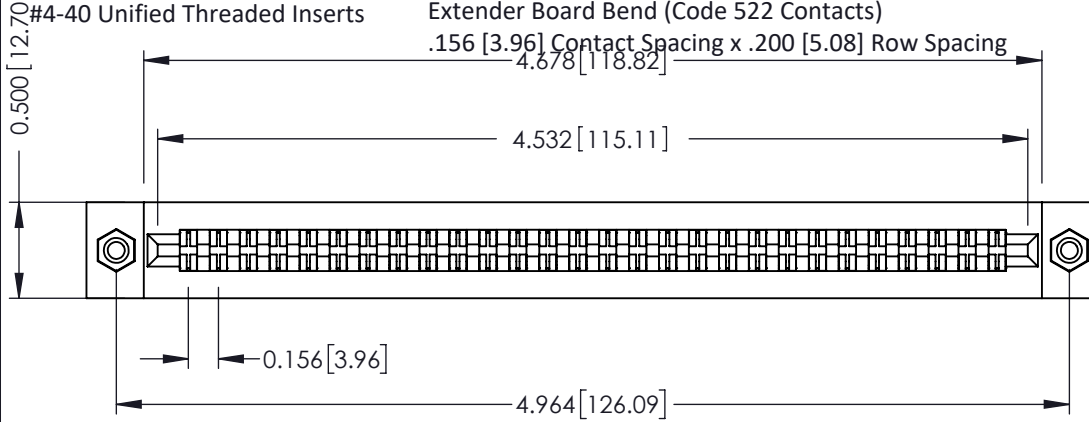 #4-40 Unified Threaded Inserts
Extender Board Bend (Code 522 Contacts)
.156 [3.96] Contact Spacing x .200 [5.08] Row Spacing
0.500 [12.70]
4.678 [118.82]
4.532 [115.11]
0.156 [3.96]
4.964 [126.09]